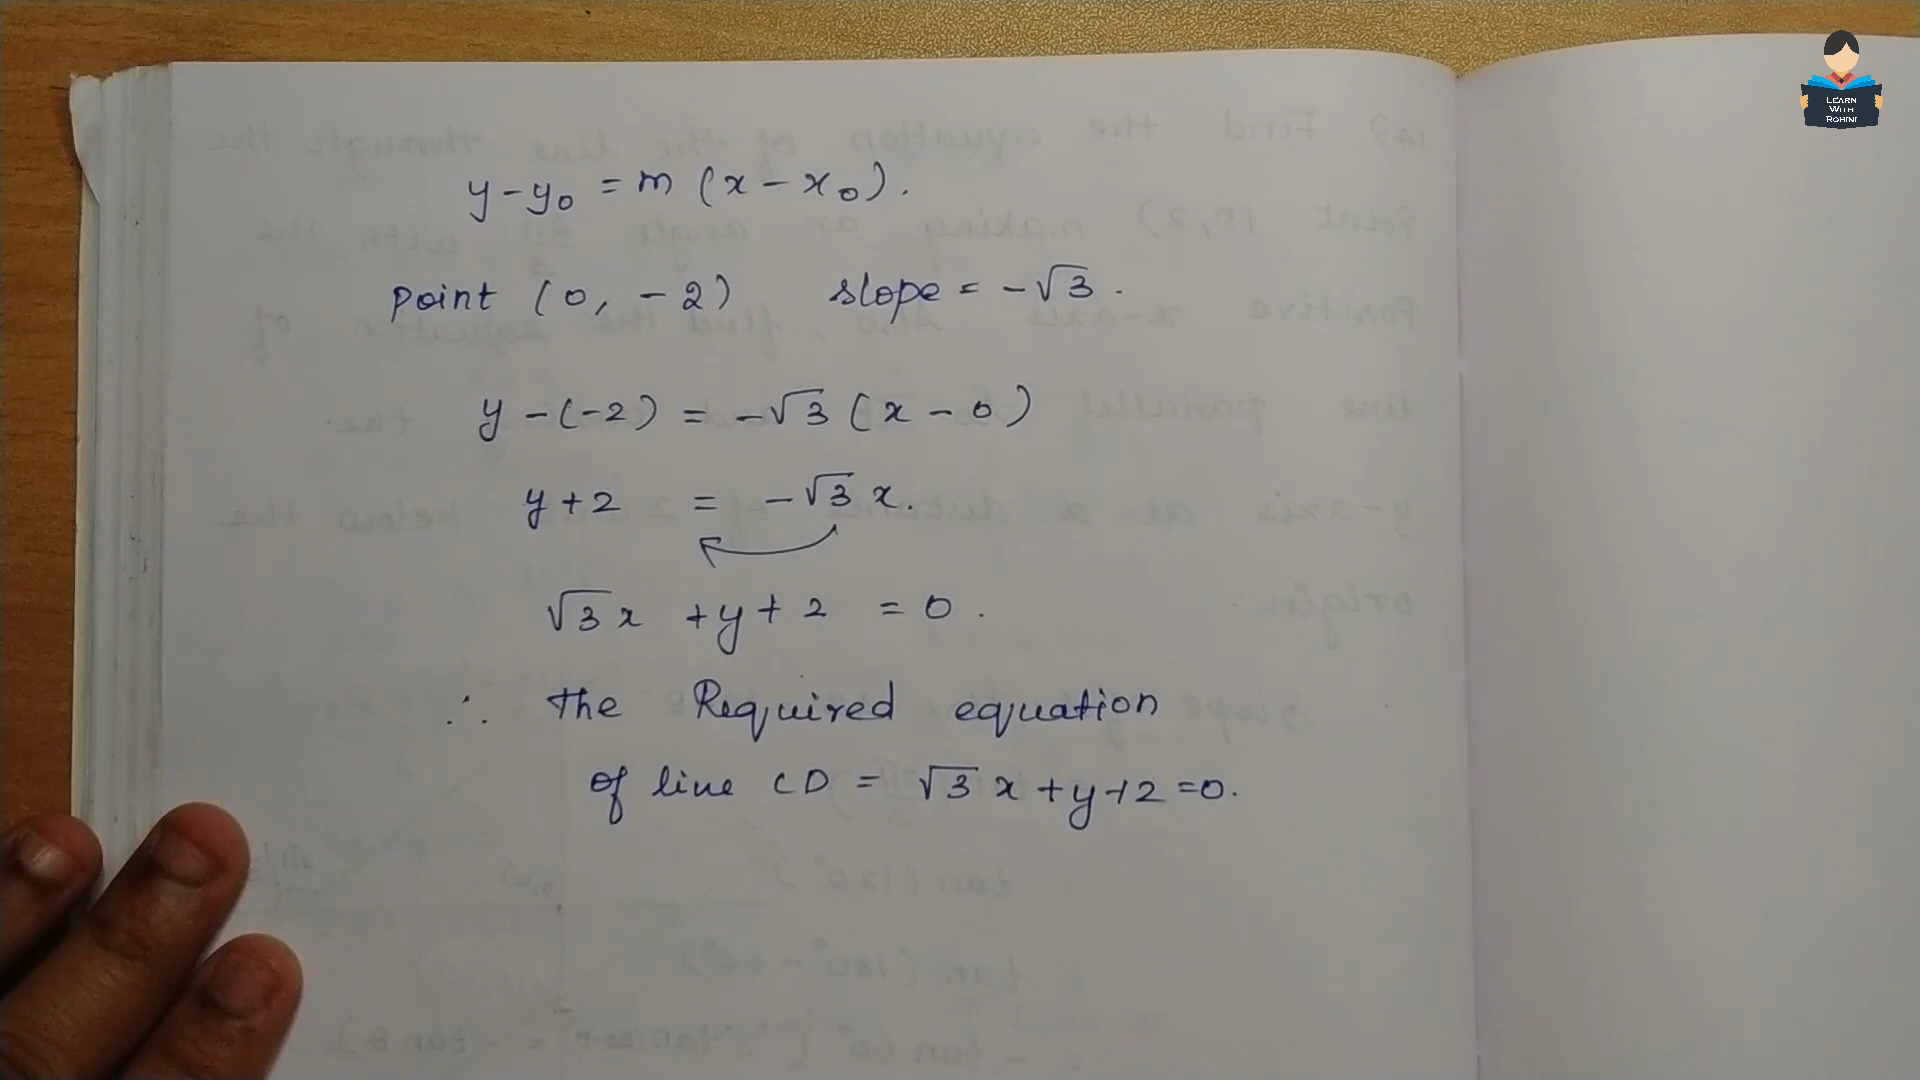 y - y₀ = m (x - x₀).
point (0, -2) slope = -√3.
y - (-2) = -√3 (x - 0)
y + 2 = -√3 x.
√3 x + y + 2 = 0.
∴ the Required equation
of line CD = √3 x + y + 2 = 0.
LEARN
WITH
ROHINI